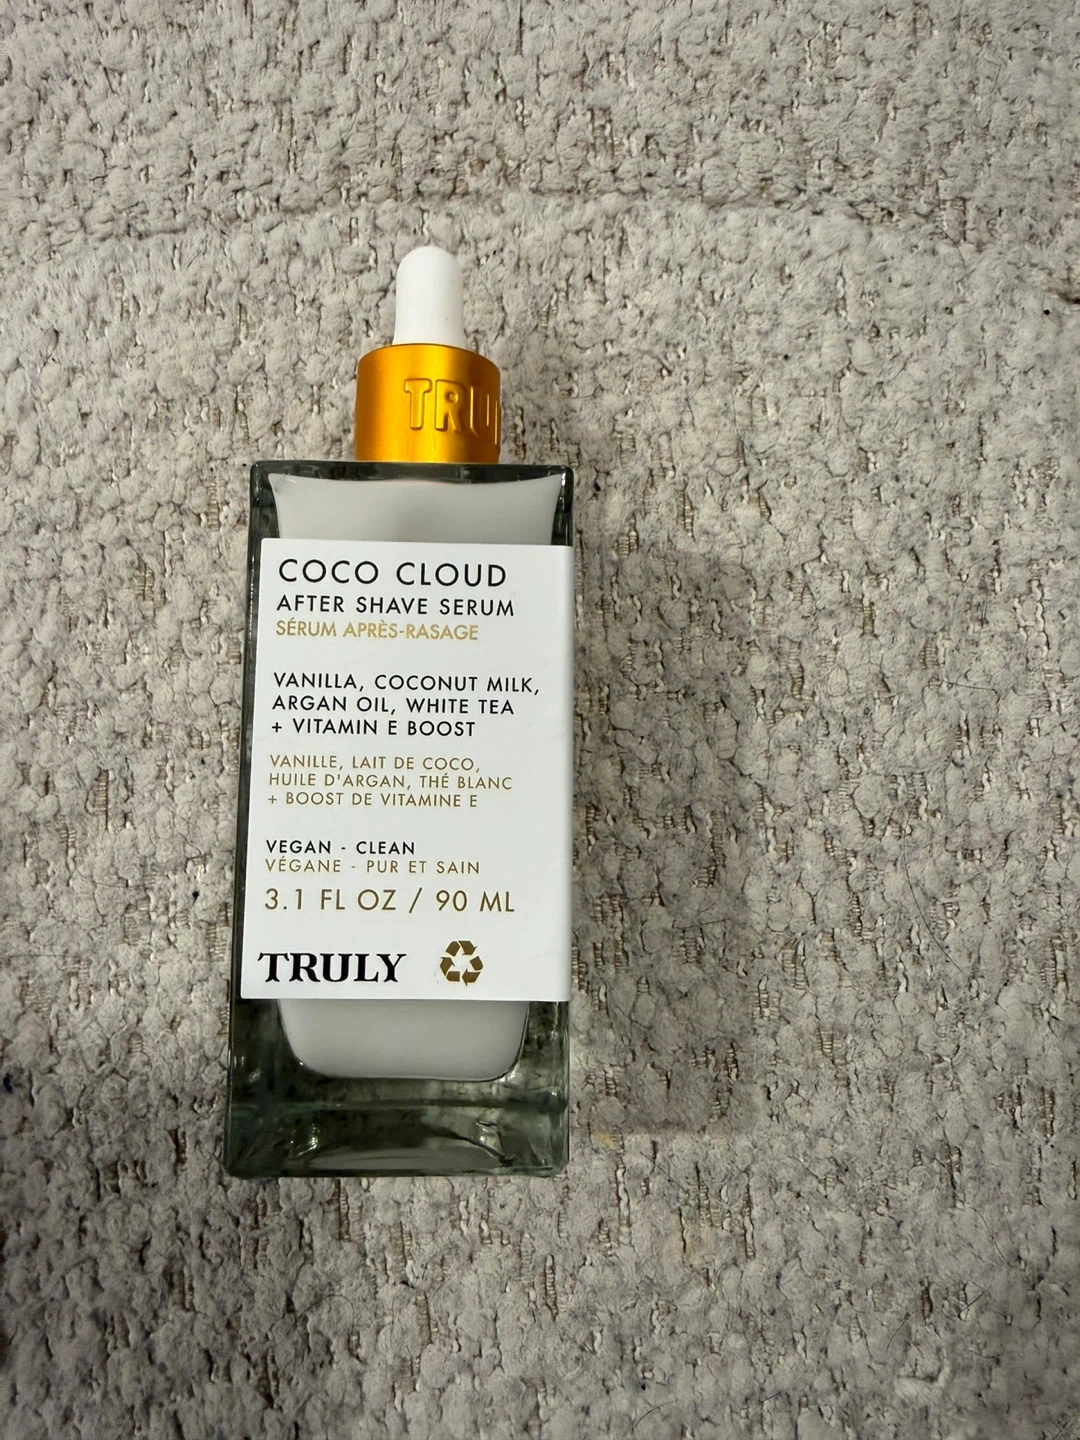 TRU
COCO CLOUD
AFTER SHAVE SERUM
SÉRUM APRÈS-RASAGE
VANILLA, COCONUT MILK,
ARGAN OIL, WHITE TEA
+ VITAMIN E BOOST
VANILLE, LAIT DE COCO,
HUILE D'ARGAN, THÉ BLANC
+ BOOST DE VITAMINE E
VEGAN - CLEAN
VÉGANE - PUR ET SAIN
3.1 FL OZ / 90 ML
TRULY